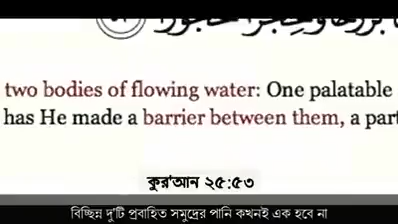 two bodies of flowing water: One palatable
has He made a barrier between them, a part
কুর'আন ২৫:৫৩
বিচ্ছিন্ন দু'টি প্রবাহিত সমুদ্রের পানি কখনই এক হবে না